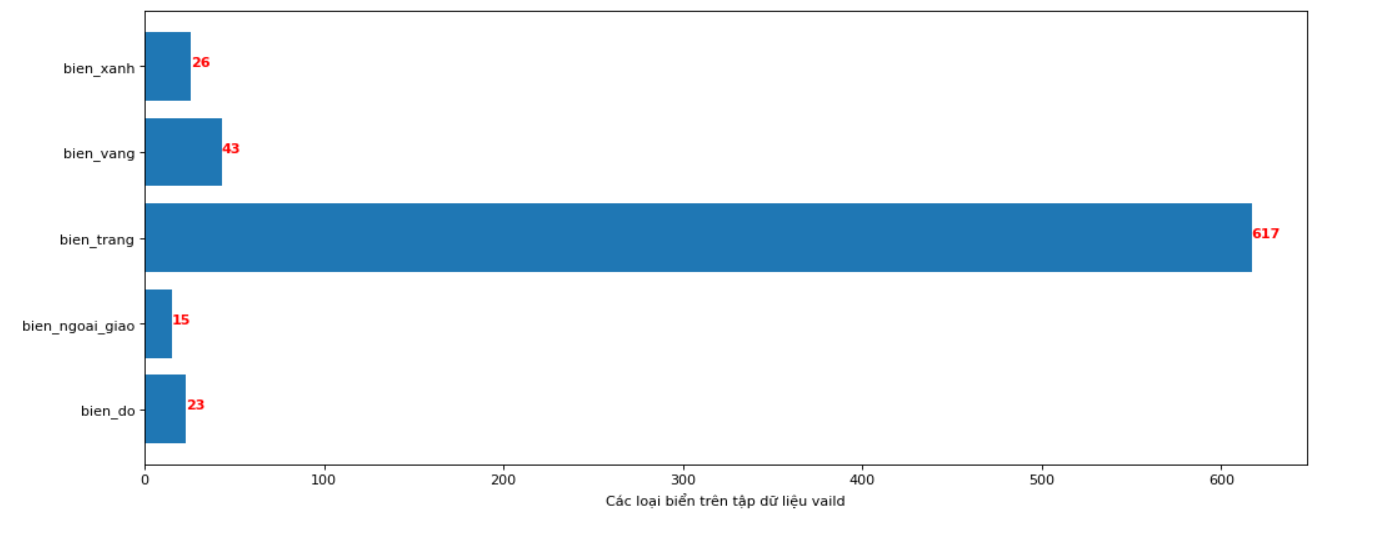 bien_xanh 26
bien_vang 43
bien_trang 617
bien_ngoai_giao 15
bien_do 23
0 100 200 300 400 500 600
Các loại biển trên tập dữ liệu vaild